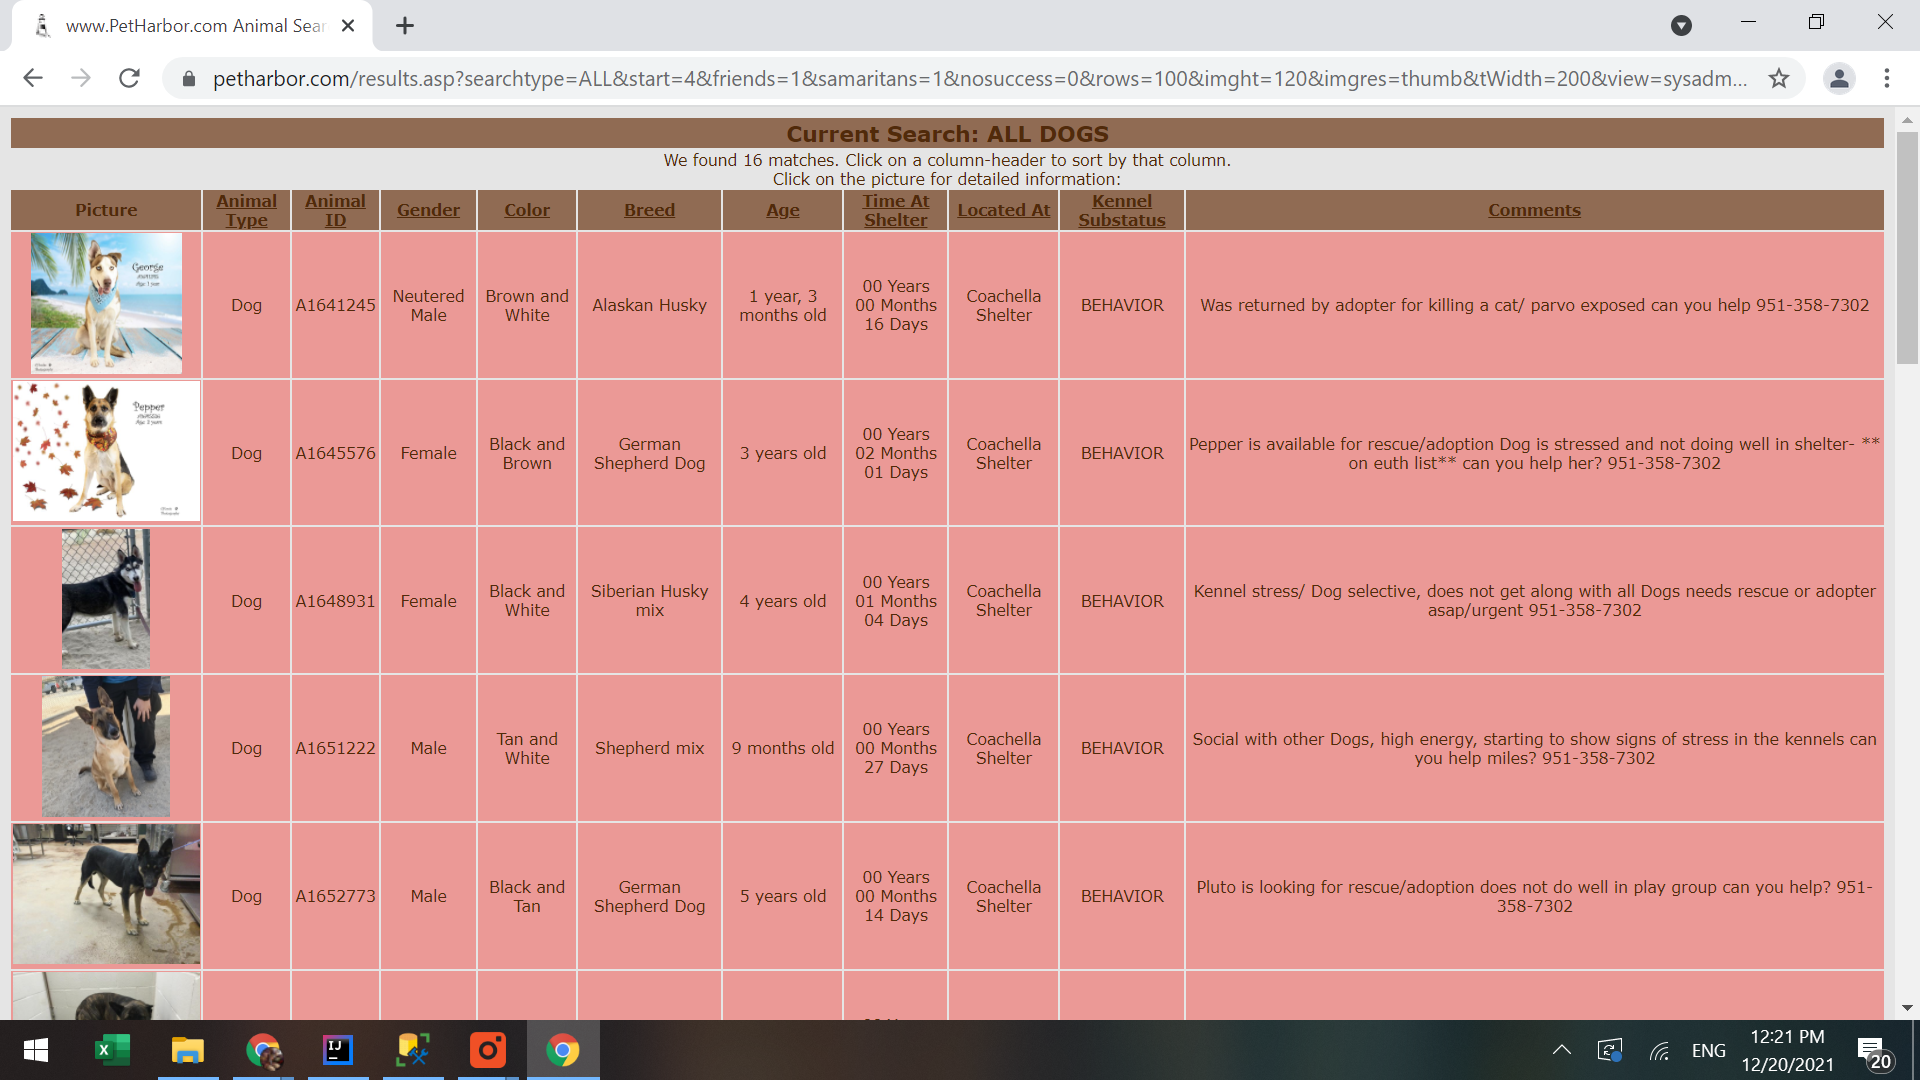 www.PetHarbor.com Animal Sear
petharbor.com/results.asp?searchtype=ALL&start=4&friends=1&samaritans=1&nosuccess=0&rows=100&imght=120&imgres=thumb&tWidth=200&view=sysadm...
Current Search: ALL DOGS
We found 16 matches. Click on a column-header to sort by that column.
Click on the picture for detailed information:
Picture
Animal
Type
Animal
ID
Gender
Color
Breed
Age
Time At
Shelter
Located At
Kennel
Substatus
Comments
George
Dog
A1641245
Neutered
Male
Brown and
White
Alaskan Husky
1 year, 3
months old
00 Years
00 Months
16 Days
Coachella
Shelter
BEHAVIOR
Was returned by adopter for killing a cat/ parvo exposed can you help 951-358-7302
Pepper
Dog
A1645576
Female
Black and
Brown
German
Shepherd Dog
3 years old
00 Years
02 Months
01 Days
Coachella
Shelter
BEHAVIOR
Pepper is available for rescue/adoption Dog is stressed and not doing well in shelter- **
on euth list** can you help her? 951-358-7302
Dog
A1648931
Female
Black and
White
Siberian Husky
mix
4 years old
00 Years
01 Months
04 Days
Coachella
Shelter
BEHAVIOR
Kennel stress/ Dog selective, does not get along with all Dogs needs rescue or adopter
asap/urgent 951-358-7302
Dog
A1651222
Male
Tan and
White
Shepherd mix
9 months old
00 Years
00 Months
27 Days
Coachella
Shelter
BEHAVIOR
Social with other Dogs, high energy, starting to show signs of stress in the kennels can
you help miles? 951-358-7302
Dog
A1652773
Male
Black and
Tan
German
Shepherd Dog
5 years old
00 Years
00 Months
14 Days
Coachella
Shelter
BEHAVIOR
Pluto is looking for rescue/adoption does not do well in play group can you help? 951-
358-7302
IJ
ENG
12:21 PM
12/20/2021
20